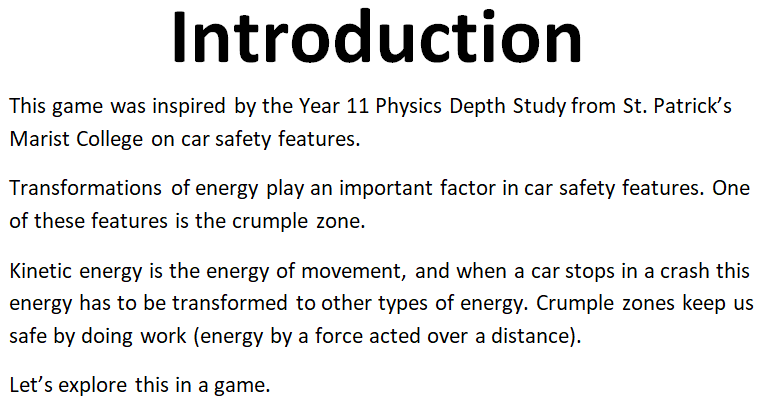 Introduction
This game was inspired by the Year 11 Physics Depth Study from St. Patrick’s
Marist College on car safety features.
Transformations of energy play an important factor in car safety features. One
of these features is the crumple zone.
Kinetic energy is the energy of movement, and when a car stops in a crash this
energy has to be transformed to other types of energy. Crumple zones keep us
safe by doing work (energy by a force acted over a distance).
Let’s explore this in a game.